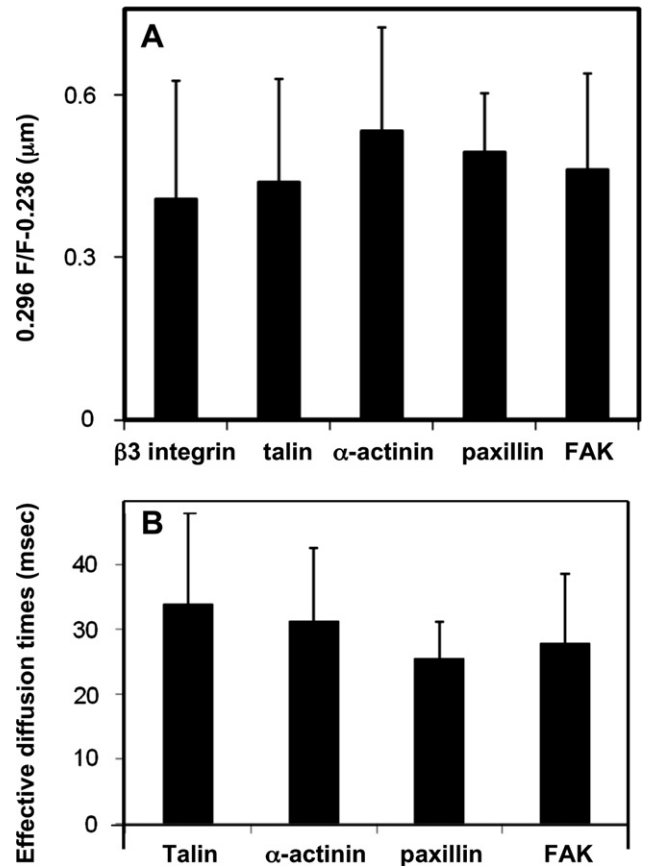 A
0.296 F/F-0.236 (μm)
0.6
0.3
0
β3 integrin talin α-actinin paxillin FAK
B
Effective diffusion times (msec)
40
30
20
10
0
Talin α-actinin paxillin FAK